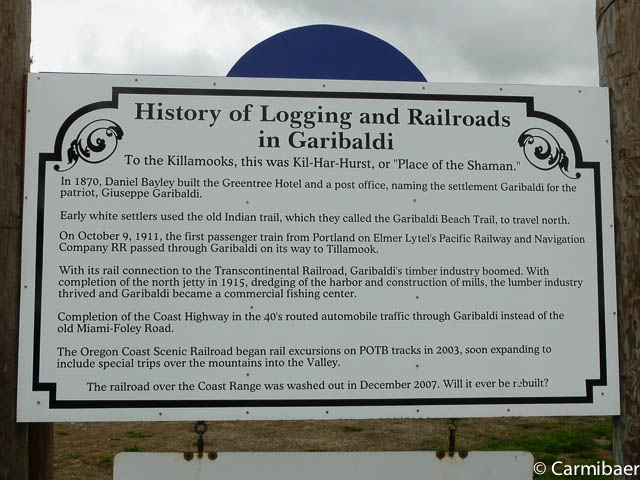 History of Logging and Railroads
in Garibaldi
To the Killamooks, this was Kil-Har-Hurst, or "Place of the Shaman."
In 1870, Daniel Bayley built the Greentree Hotel and a post office, naming the settlement Garibaldi for the
patriot, Giuseppe Garibaldi.
Early white settlers used the old Indian trail, which they called the Garibaldi Beach Trail, to travel north.
On October 9, 1911, the first passenger train from Portland on Elmer Lytel's Pacific Railway and Navigation
Company RR passed through Garibaldi on its way to Tillamook.
With its rail connection to the Transcontinental Railroad, Garibaldi's timber industry boomed. With
completion of the north jetty in 1915, dredging of the harbor and construction of mills, the lumber industry
thrived and Garibaldi became a commercial fishing center.
Completion of the Coast Highway in the 40's routed automobile traffic through Garibaldi instead of the
old Miami-Foley Road.
The Oregon Coast Scenic Railroad began rail excursions on POTB tracks in 2003, soon expanding to
include special trips over the mountains into the Valley.
The railroad over the Coast Range was washed out in December 2007. Will it ever be rebuilt?
© Carmibaer